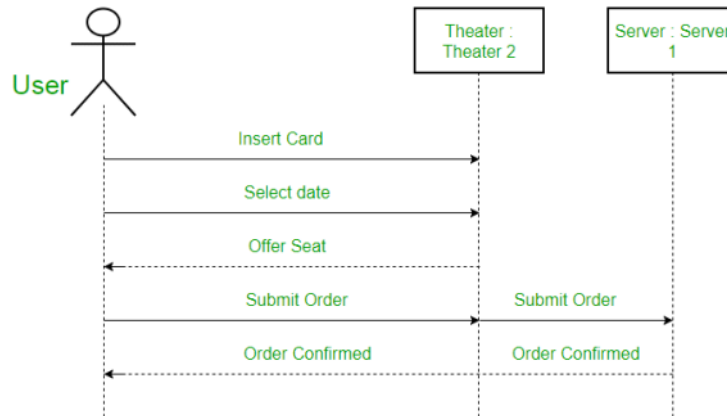 Theater :
Theater 2
Server : Server
1
User
Insert Card
Select date
Offer Seat
Submit Order
Submit Order
Order Confirmed
Order Confirmed